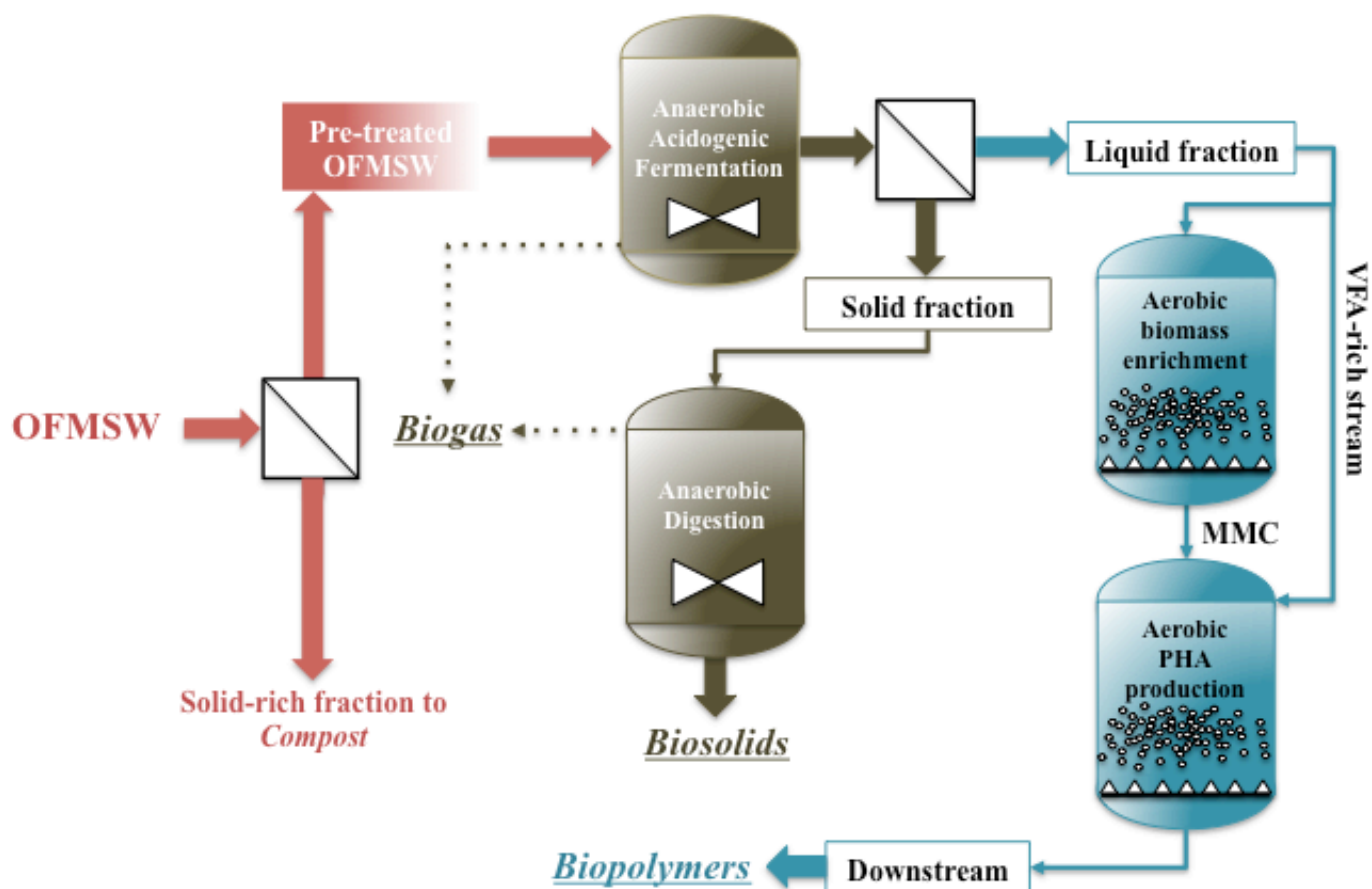 Pre-treated
OFMSW
Anaerobic
Acidogenic
Fermentation
Liquid fraction
Solid fraction
Aerobic
biomass
enrichment
VFA-rich stream
OFMSW
Biogas
Anaerobic
Digestion
MMC
Aerobic
PHA
production
Solid-rich fraction to
Compost
Biosolids
Biopolymers
Downstream